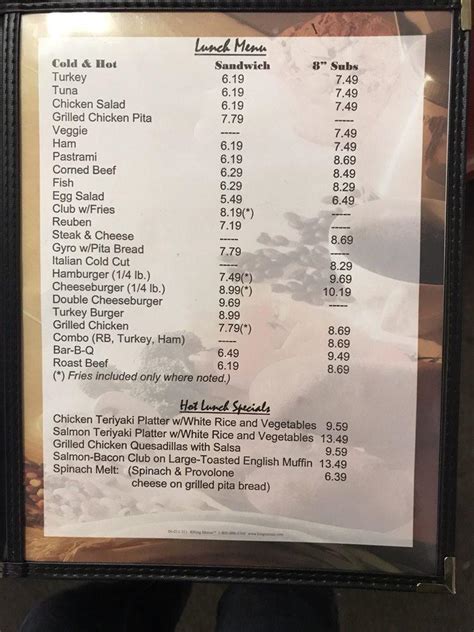 Lunch Menu
Cold & Hot Sandwich 8" Subs
Turkey 6.19 7.49
Tuna 6.19 7.49
Chicken Salad 6.19 7.49
Grilled Chicken Pita 7.79 -----
Veggie ----- 7.49
Ham 6.19 7.49
Pastrami 6.19 8.69
Corned Beef 6.29 8.49
Fish 6.29 8.29
Egg Salad 5.49 6.49
Club w/Fries 8.19(*)
Reuben 7.19
Steak & Cheese ----- 8.69
Gyro w/Pita Bread 7.79
Italian Cold Cut ----- 8.29
Hamburger (1/4 lb.) 7.49(*) 9.29
Cheeseburger (1/4 lb.) 8.99(*) 10.19
Double Cheeseburger 9.69
Turkey Burger 8.99
Grilled Chicken 7.79(*) 8.69
Combo (RB, Turkey, Ham) ----- 8.69
Bar-B-Q 6.49 9.49
Roast Beef 6.49 8.69
(*) Fries included only where noted.)
Hot Lunch Specials
Chicken Teriyaki Platter w/White Rice and Vegetables 9.59
Salmon Teriyaki Platter w/White Rice and Vegetables 13.49
Grilled Chicken Quesadillas with Salsa 9.59
Salmon-Bacon Club on Large-Toasted English Muffin 13.49
Spinach Melt: (Spinach & Provolone 6.39
cheese on grilled pita bread)